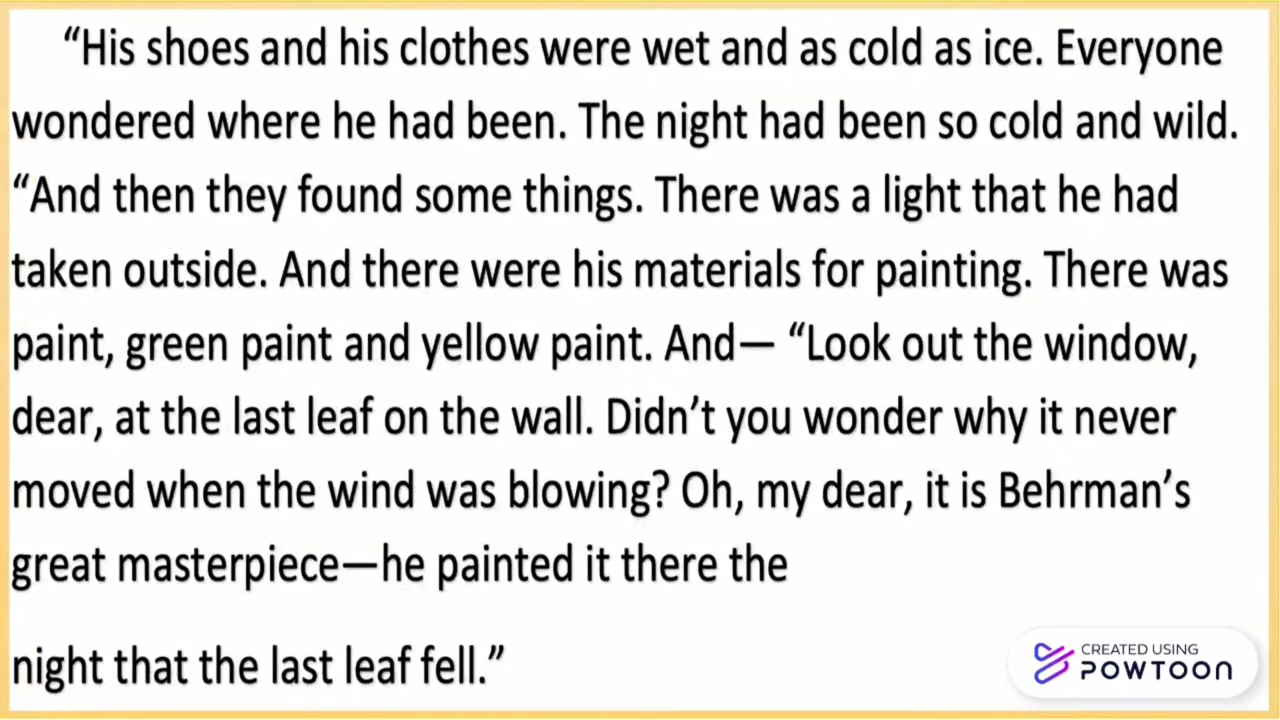 “His shoes and his clothes were wet and as cold as ice. Everyone
wondered where he had been. The night had been so cold and wild.
“And then they found some things. There was a light that he had
taken outside. And there were his materials for painting. There was
paint, green paint and yellow paint. And— “Look out the window,
dear, at the last leaf on the wall. Didn’t you wonder why it never
moved when the wind was blowing? Oh, my dear, it is Behrman’s
great masterpiece—he painted it there the
night that the last leaf fell.”
CREATED USING
POWTOON